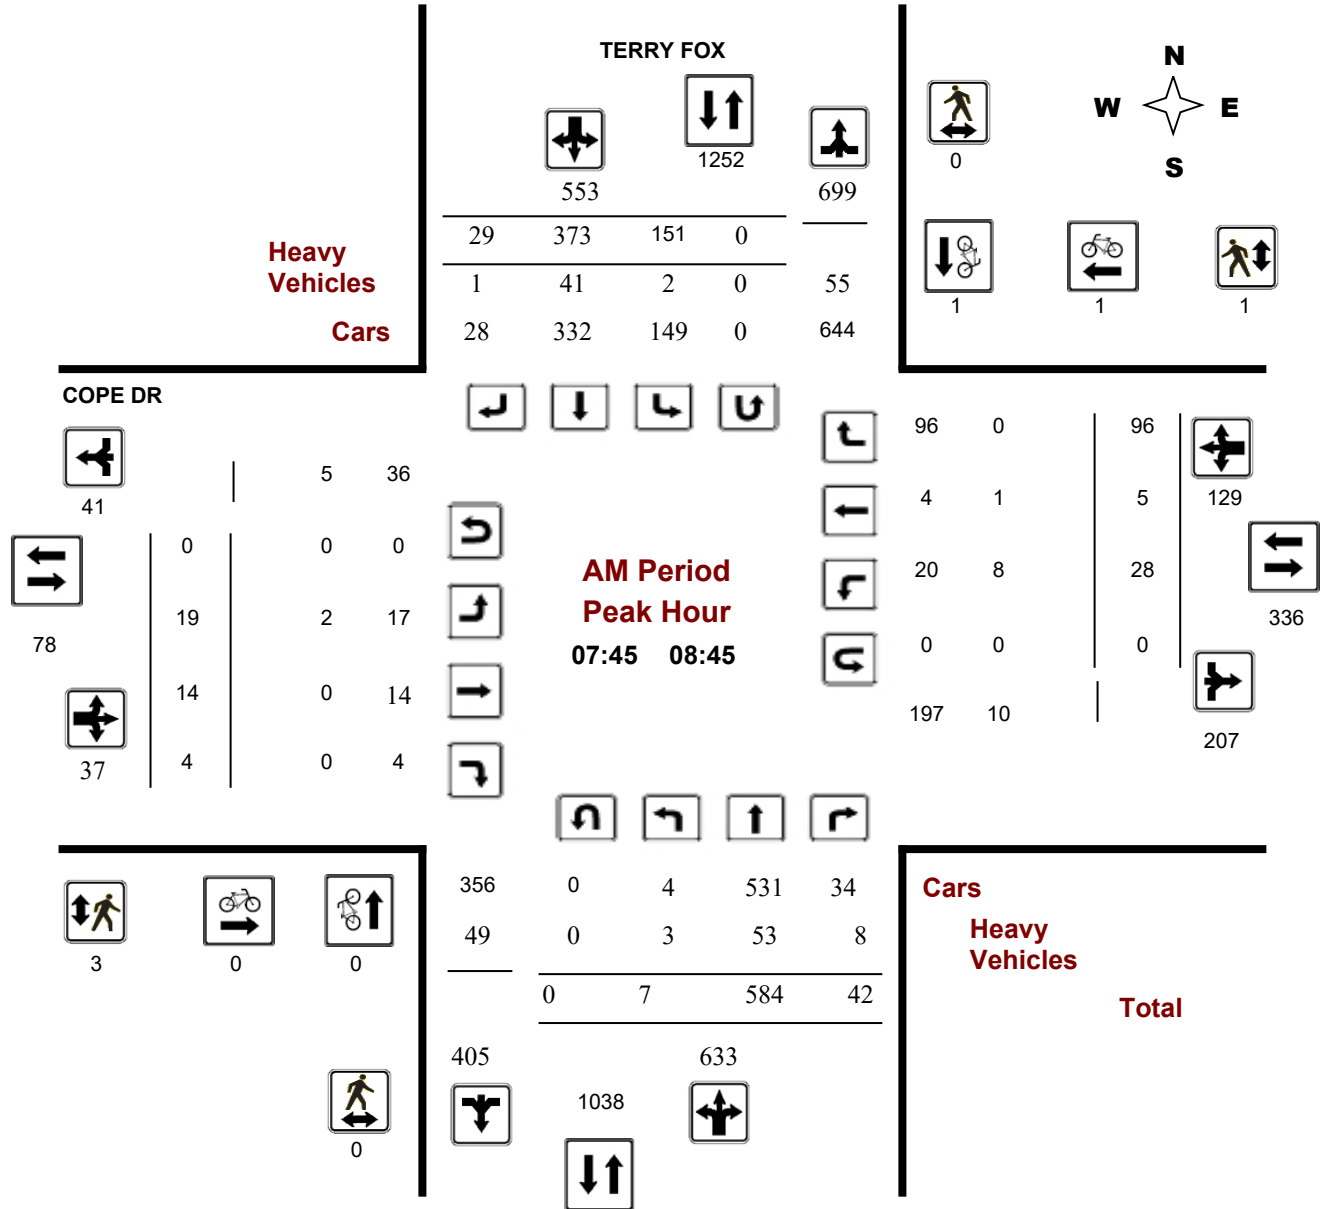 TERRY FOX
N
W E
S
1252
0
553 699
29 373 151 0
Heavy
Vehicles
1 41 2 0 55
1 1 1
Cars
28 332 149 0 644
COPE DR
96 0 96
5 36
41
4 1 5 129
0 0 0
AM Period
20 8 28
Peak Hour
19 2 17
336
78
07:45 08:45
0 0 0
14 0 14
197 10
207
37 4 0 4
356 0 4 531 34
Cars
49 0 3 53 8
Heavy
Vehicles
3 0 0
0 7 584 42
Total
405 633
1038
0